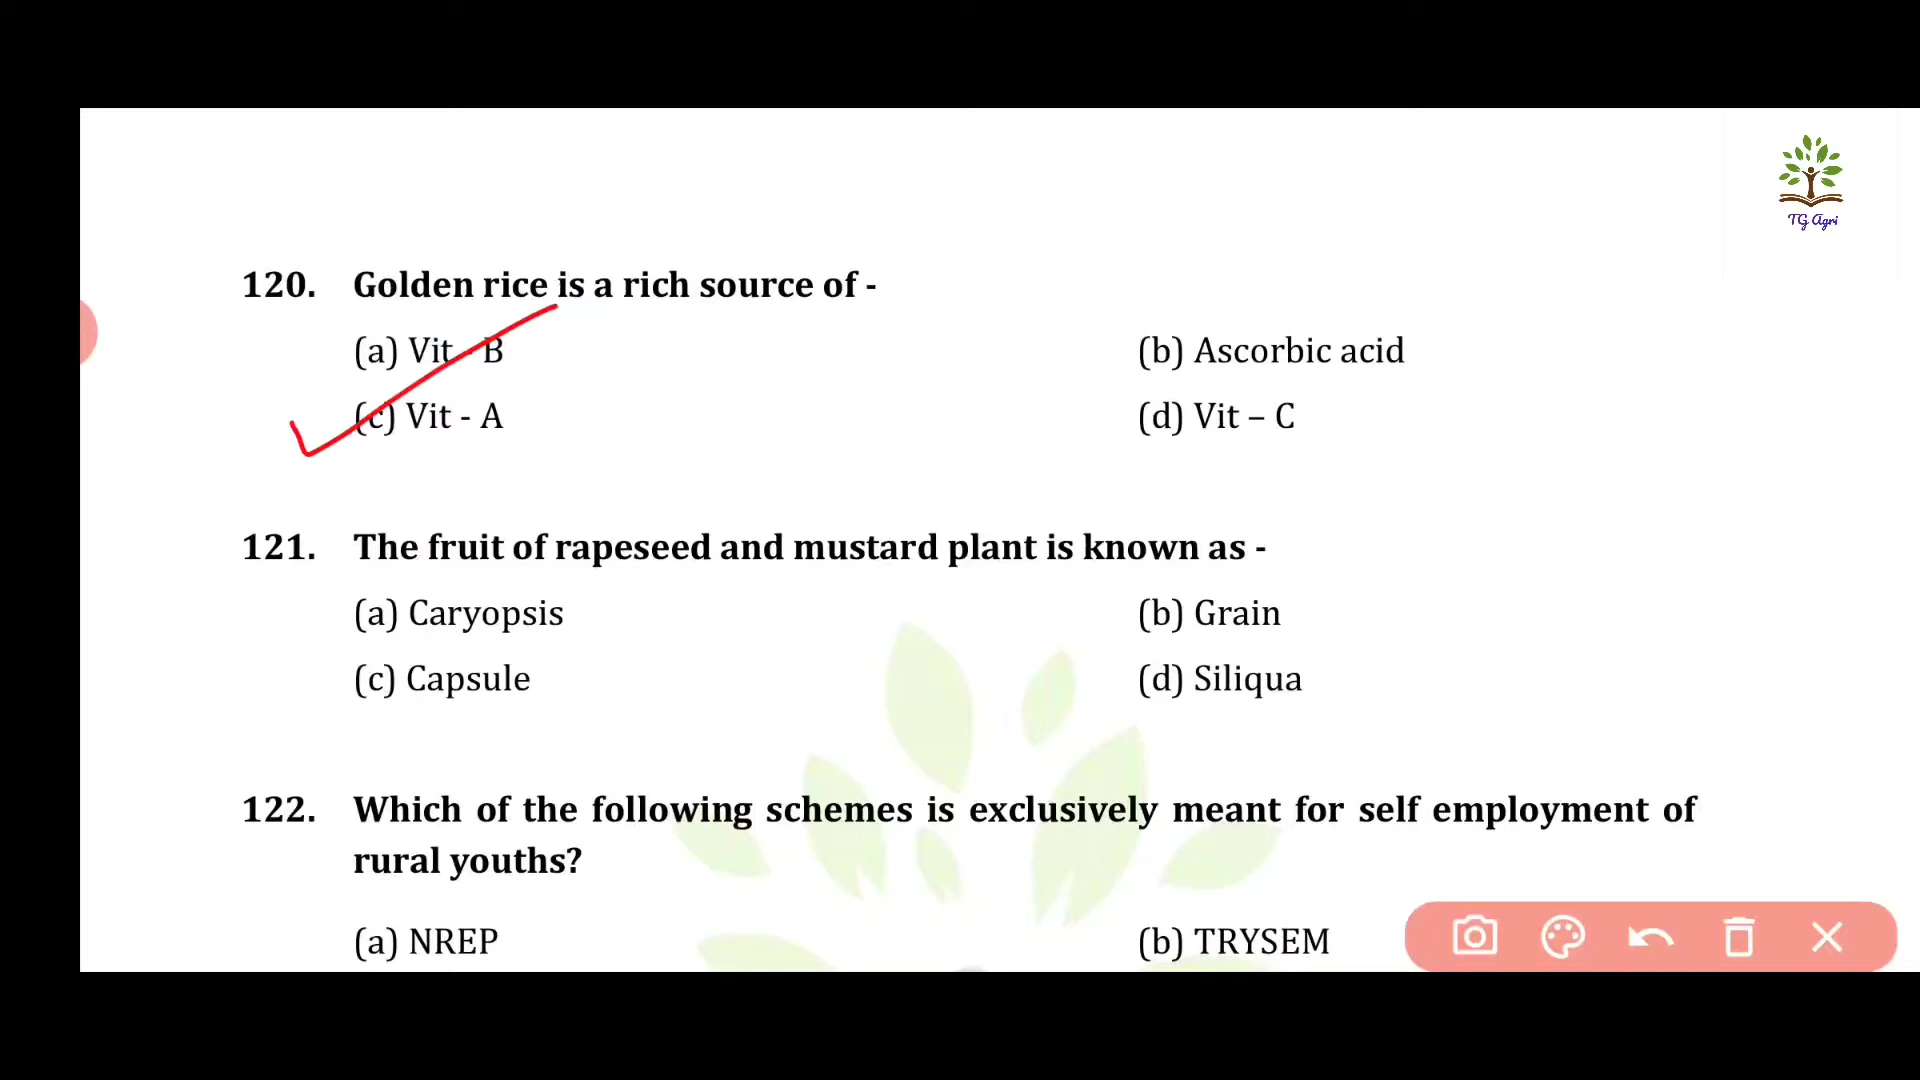 TG Agri
120. Golden rice is a rich source of -
(a) Vit - B (b) Ascorbic acid
(c) Vit - A (d) Vit – C
121. The fruit of rapeseed and mustard plant is known as -
(a) Caryopsis (b) Grain
(c) Capsule (d) Siliqua
122. Which of the following schemes is exclusively meant for self employment of
rural youths?
(a) NREP (b) TRYSEM